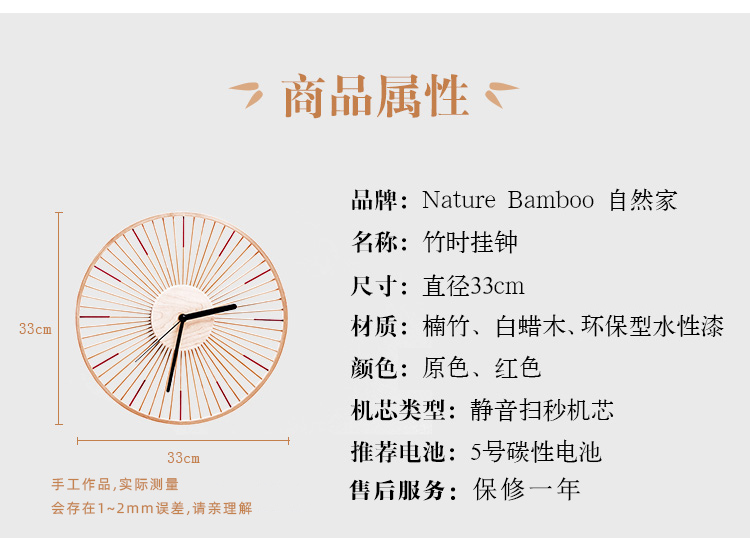 商品属性
品牌：Nature Bamboo 自然家
名称：竹时挂钟
尺寸：直径33cm
材质：楠竹、白蜡木、环保型水性漆
颜色：原色、红色
机芯类型：静音扫秒机芯
推荐电池：5号碳性电池
售后服务：保修一年
33cm
33cm
手工作品,实际测量
会存在1~2mm误差,请亲理解